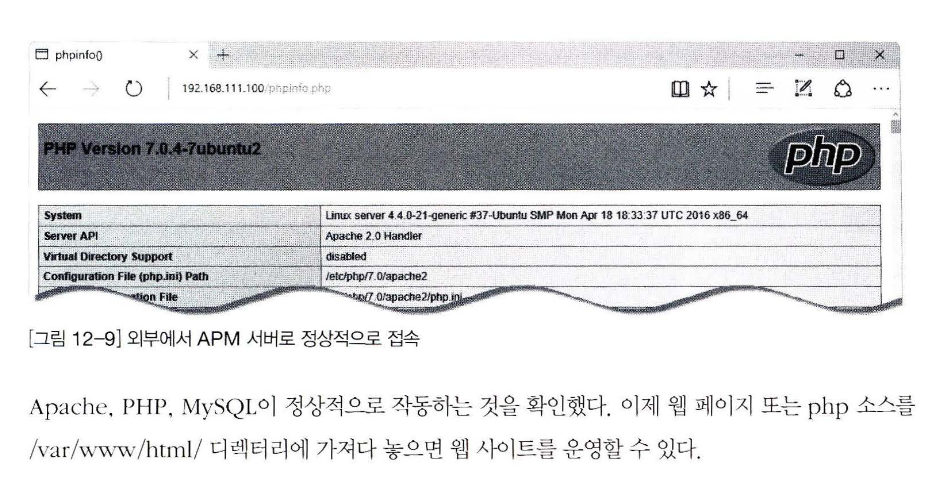 phpinfo()
192.168.111.100/phpinfo.php
PHP Version 7.0.4-7ubuntu2
php
System Linux server 4.4.0-21-generic #37-Ubuntu SMP Mon Apr 18 18:33:37 UTC 2016 x86_64
Server API Apache 2.0 Handler
Virtual Directory Support disabled
Configuration File (php.ini) Path /etc/php/7.0/apache2
File /7.0/apache2/php.ini
[그림 12-9] 외부에서 APM 서버로 정상적으로 접속
Apache, PHP, MySQL이 정상적으로 작동하는 것을 확인했다. 이제 웹 페이지 또는 php 소스를
/var/www/html/ 디렉터리에 가져다 놓으면 웹 사이트를 운영할 수 있다.